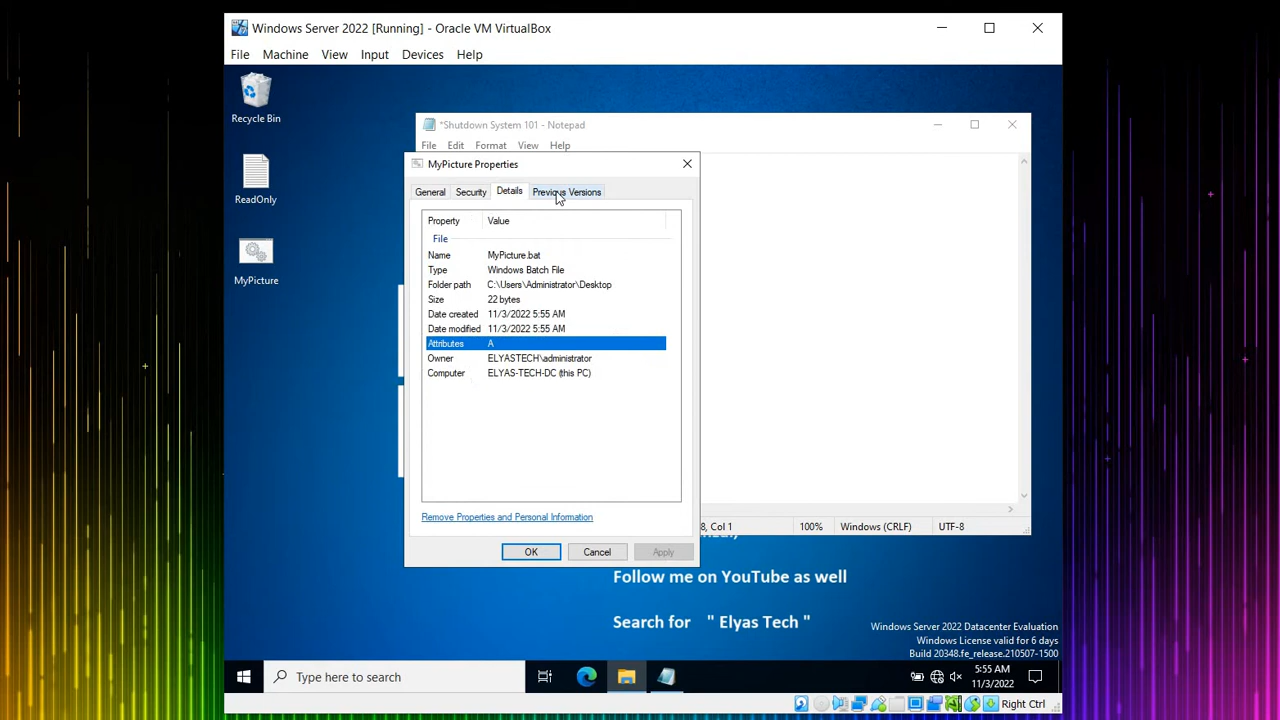 Windows Server 2022 [Running] - Oracle VM VirtualBox
File Machine View Input Devices Help
Recycle Bin
ReadOnly
MyPicture
*Shutdown System 101 - Notepad
File Edit Format View Help
MyPicture Properties
General Security Details Previous Versions
Property Value
File
Name MyPicture.bat
Type Windows Batch File
Folder path C:\Users\Administrator\Desktop
Size 22 bytes
Date created 11/3/2022 5:55 AM
Date modified 11/3/2022 5:55 AM
Attributes A
Owner ELYASTECH\administrator
Computer ELYAS-TECH-DC (this PC)
Remove Properties and Personal Information
OK Cancel Apply
8, Col 1 100% Windows (CRLF) UTF-8
Follow me on YouTube as well
Search for " Elyas Tech "
Windows Server 2022 Datacenter Evaluation
Windows License valid for 6 days
Build 20348.fe_release.210507-1500
Type here to search
5:55 AM
11/3/2022
Right Ctrl